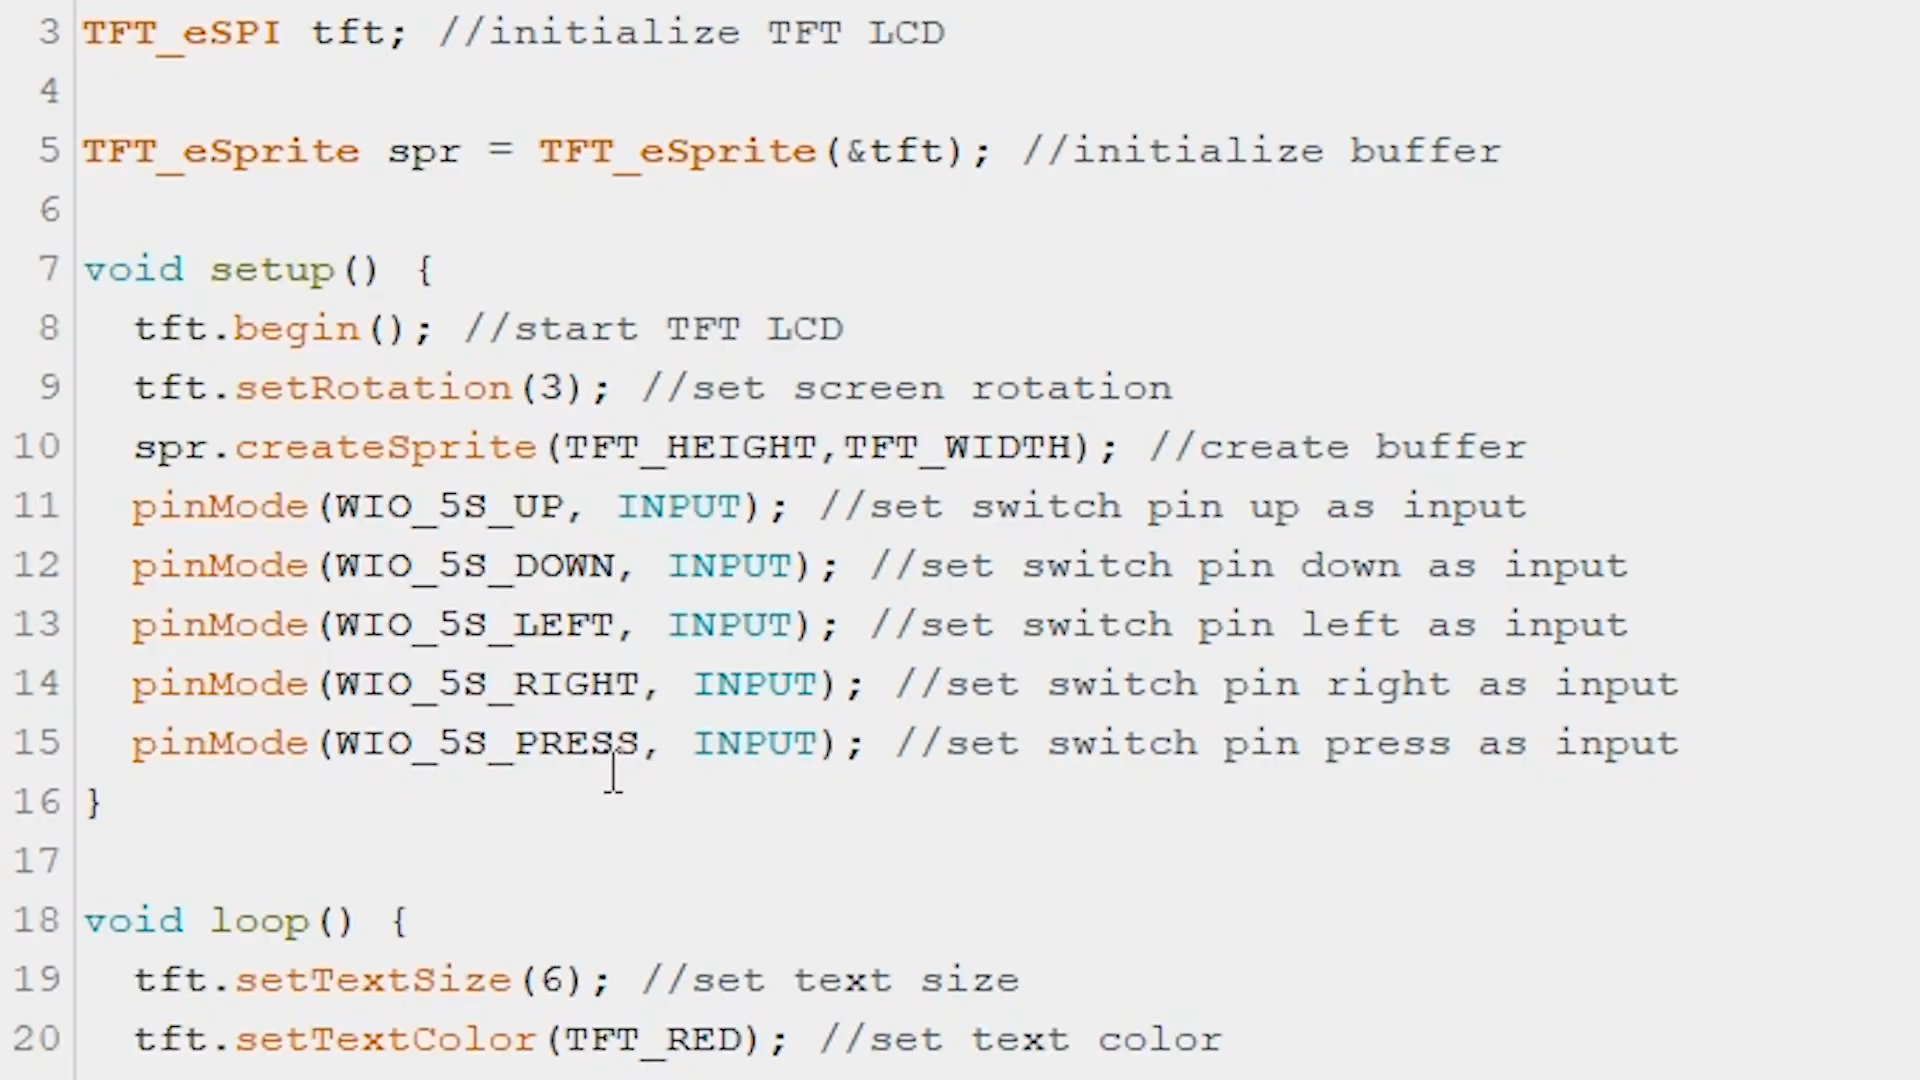 3 TFT_eSPI tft; //initialize TFT LCD
4
5 TFT_eSprite spr = TFT_eSprite(&tft); //initialize buffer
6
7 void setup() {
8   tft.begin(); //start TFT LCD
9   tft.setRotation(3); //set screen rotation
10   spr.createSprite(TFT_HEIGHT,TFT_WIDTH); //create buffer
11   pinMode(WIO_5S_UP, INPUT); //set switch pin up as input
12   pinMode(WIO_5S_DOWN, INPUT); //set switch pin down as input
13   pinMode(WIO_5S_LEFT, INPUT); //set switch pin left as input
14   pinMode(WIO_5S_RIGHT, INPUT); //set switch pin right as input
15   pinMode(WIO_5S_PRESS, INPUT); //set switch pin press as input
16 }
17
18 void loop() {
19   tft.setTextSize(6); //set text size
20   tft.setTextColor(TFT_RED); //set text color